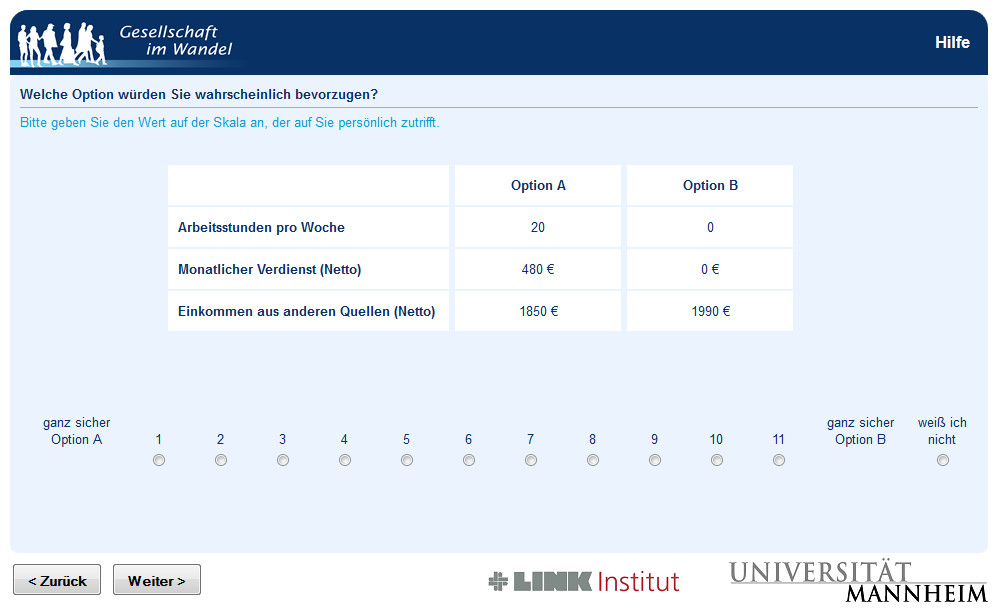 Gesellschaft
im Wandel
Hilfe
Welche Option würden Sie wahrscheinlich bevorzugen?
Bitte geben Sie den Wert auf der Skala an, der auf Sie persönlich zutrifft.
Option A Option B
Arbeitsstunden pro Woche 20 0
Monatlicher Verdienst (Netto) 480 € 0 €
Einkommen aus anderen Quellen (Netto) 1850 € 1990 €
ganz sicher ganz sicher weiß ich
Option A 1 2 3 4 5 6 7 8 9 10 11 Option B nicht
< Zurück Weiter >
LINK Institut
UNIVERSITÄT
MANNHEIM